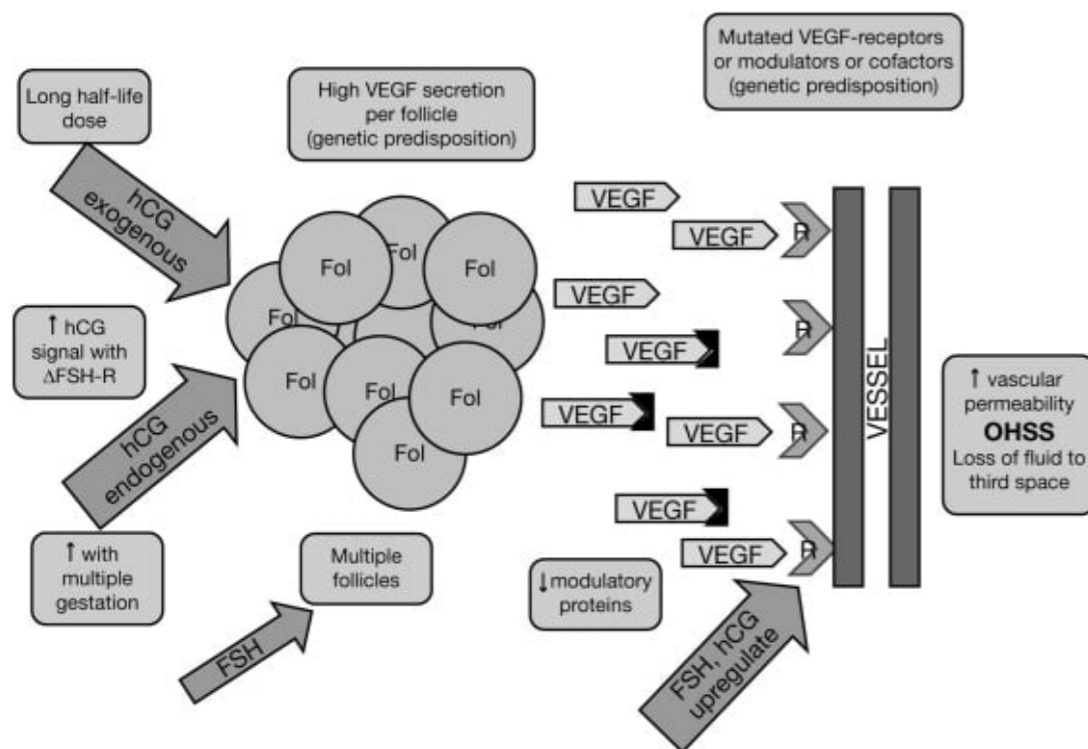 Long half-life
dose
hCG
exogenous
↑ hCG
signal with
ΔFSH-R
hCG
endogenous
↑ with
multiple
gestation
FSH
High VEGF secretion
per follicle
(genetic predisposition)
Fol
Fol
Fol
Fol
Fol
Fol
Fol
Fol
Fol
Multiple
follicles
Mutated VEGF-receptors
or modulators or cofactors
(genetic predisposition)
VEGF
VEGF
R
VEGF
R
VEGF
VEGF
VEGF
R
VEGF
VEGF
R
↓modulatory
proteins
FSH, hCG
upregulate
VESSEL
↑ vascular
permeability
OHSS
Loss of fluid to
third space